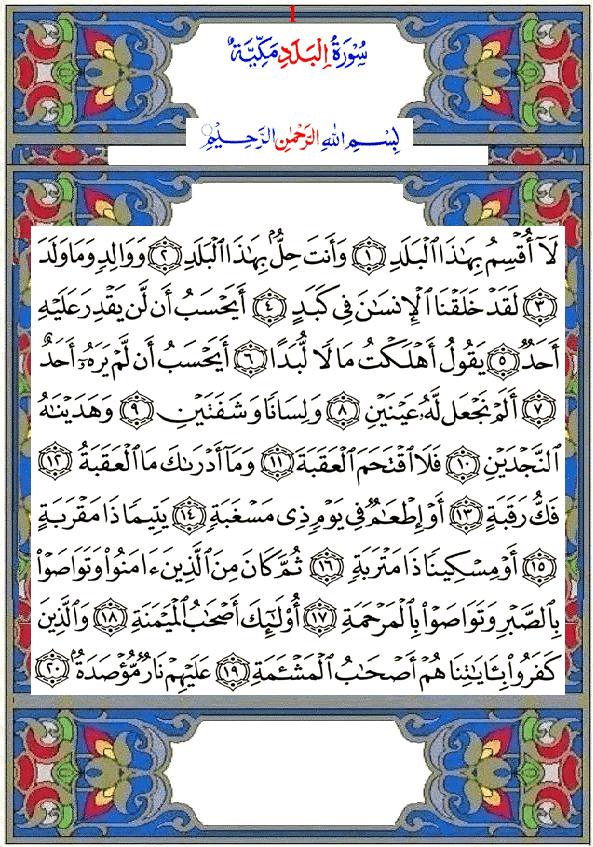 سُورَةُ الْبَلَدِ مَكِّيَّةٌ
بِسْمِ اللَّهِ الرَّحْمَٰنِ الرَّحِيمِ
لَآ أُقْسِمُ بِهَٰذَا ٱلْبَلَدِ ﴿١﴾ وَأَنتَ حِلٌّۢ بِهَٰذَا ٱلْبَلَدِ ﴿٢﴾ وَوَالِدٍ وَمَا وَلَدَ
﴿٣﴾ لَقَدْ خَلَقْنَا ٱلْإِنسَٰنَ فِى كَبَدٍ ﴿٤﴾ أَيَحْسَبُ أَن لَّن يَقْدِرَ عَلَيْهِ
أَحَدٌ ﴿٥﴾ يَقُولُ أَهْلَكْتُ مَالًا لُّبَدًا ﴿٦﴾ أَيَحْسَبُ أَن لَّمْ يَرَهُۥٓ أَحَدٌ
﴿٧﴾ أَلَمْ نَجْعَل لَّهُۥ عَيْنَيْنِ ﴿٨﴾ وَلِسَانًا وَشَفَتَيْنِ ﴿٩﴾ وَهَدَيْنَٰهُ
ٱلنَّجْدَيْنِ ﴿١٠﴾ فَلَا ٱقْتَحَمَ ٱلْعَقَبَةَ ﴿١١﴾ وَمَآ أَدْرَىٰكَ مَا ٱلْعَقَبَةُ ﴿١٢﴾
فَكُّ رَقَبَةٍ ﴿١٣﴾ أَوْ إِطْعَٰمٌ فِى يَوْمٍ ذِى مَسْغَبَةٍ ﴿١٤﴾ يَتِيمًا ذَا مَقْرَبَةٍ
﴿١٥﴾ أَوْ مِسْكِينًا ذَا مَتْرَبَةٍ ﴿١٦﴾ ثُمَّ كَانَ مِنَ ٱلَّذِينَ ءَامَنُوا۟ وَتَوَاصَوْا۟
بِٱلصَّبْرِ وَتَوَاصَوْا۟ بِٱلْمَرْحَمَةِ ﴿١٧﴾ أُو۟لَٰٓئِكَ أَصْحَٰبُ ٱلْمَيْمَنَةِ ﴿١٨﴾ وَٱلَّذِينَ
كَفَرُوا۟ بِـَٔايَٰتِنَا هُمْ أَصْحَٰبُ ٱلْمَشْـَٔمَةِ ﴿١٩﴾ عَلَيْهِمْ نَارٌ مُّؤْصَدَةٌۢ ﴿٢٠﴾